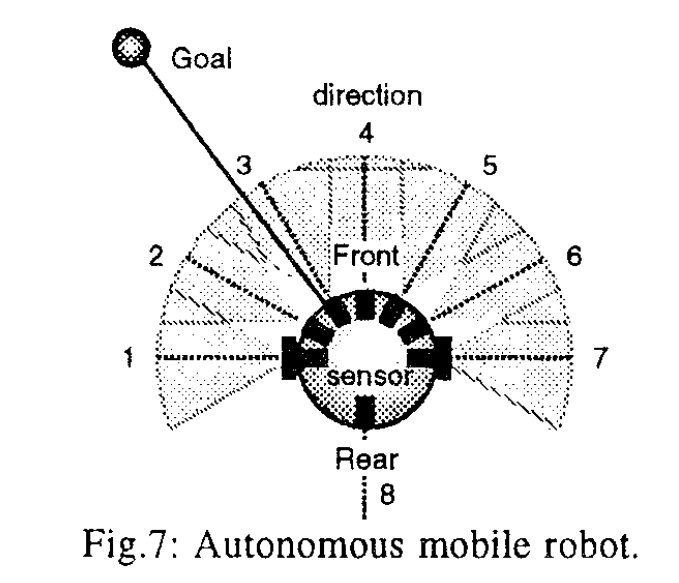 Goal
direction
4
3
5
2
Front
6
1
7
sensor
Rear
8
Fig.7: Autonomous mobile robot.